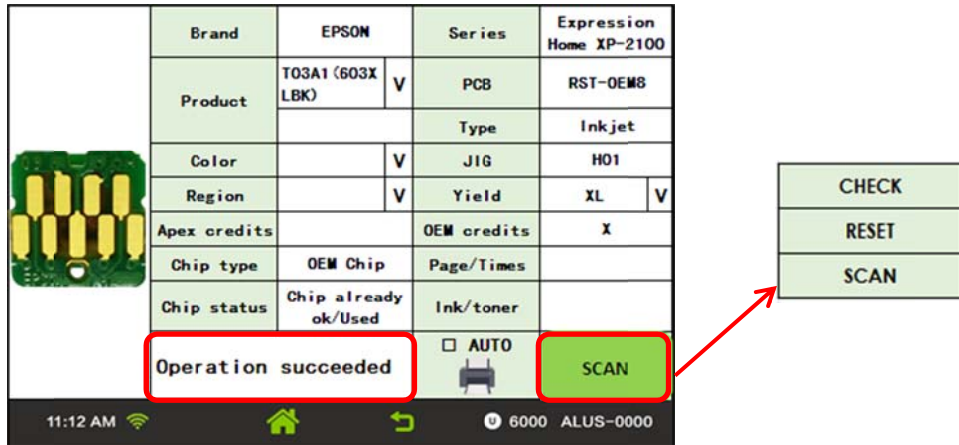 Brand EPSON Series Expression
Home XP-2100
Product T03A1(603X
LBK) V PCB RST-OEM8
Type Inkjet
Color V JIG H01
Region V Yield XL V
Apex credits OEM credits X
Chip type OEM Chip Page/Times
Chip status Chip already
ok/Used Ink/toner
Operation succeeded AUTO SCAN
11:12 AM U 6000 ALUS-0000
CHECK
RESET
SCAN